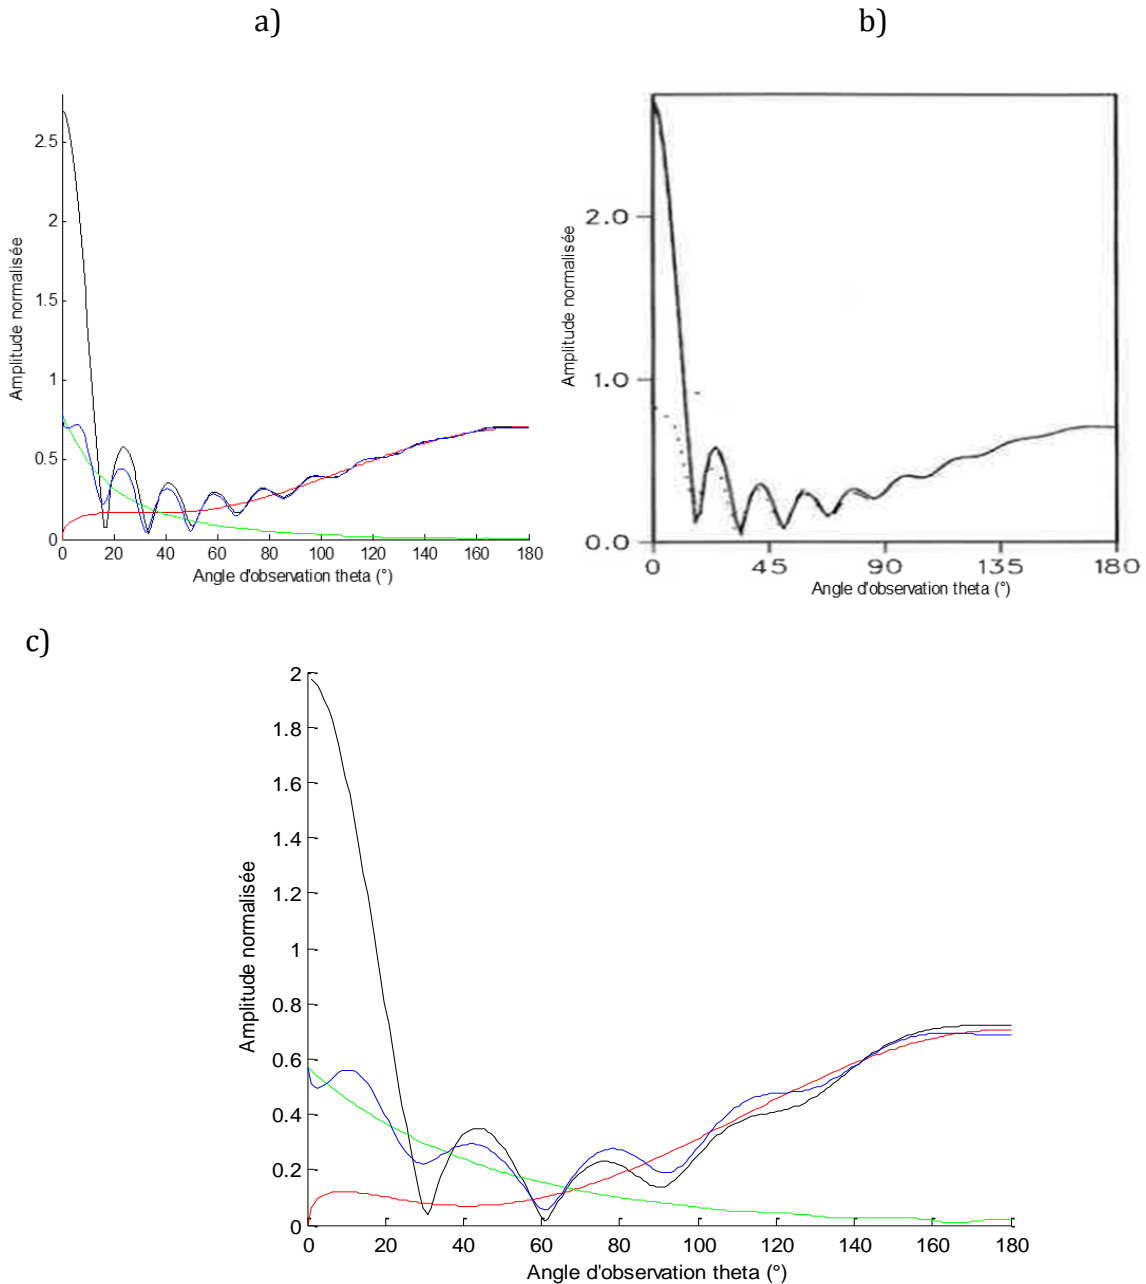 a)
b)
2.5
2
1.5
1
0.5
0
0 20 40 60 80 100 120 140 160 180
Amplitude normalisée
Angle d'observation theta (°)
2.0
1.0
0.0
0 45 90 135 180
Amplitude normalisée
Angle d'observation theta (°)
c)
2
1.8
1.6
1.4
1.2
1
0.8
0.6
0.4
0.2
0
0 20 40 60 80 100 120 140 160 180
Amplitude normalisée
Angle d'observation theta (°)